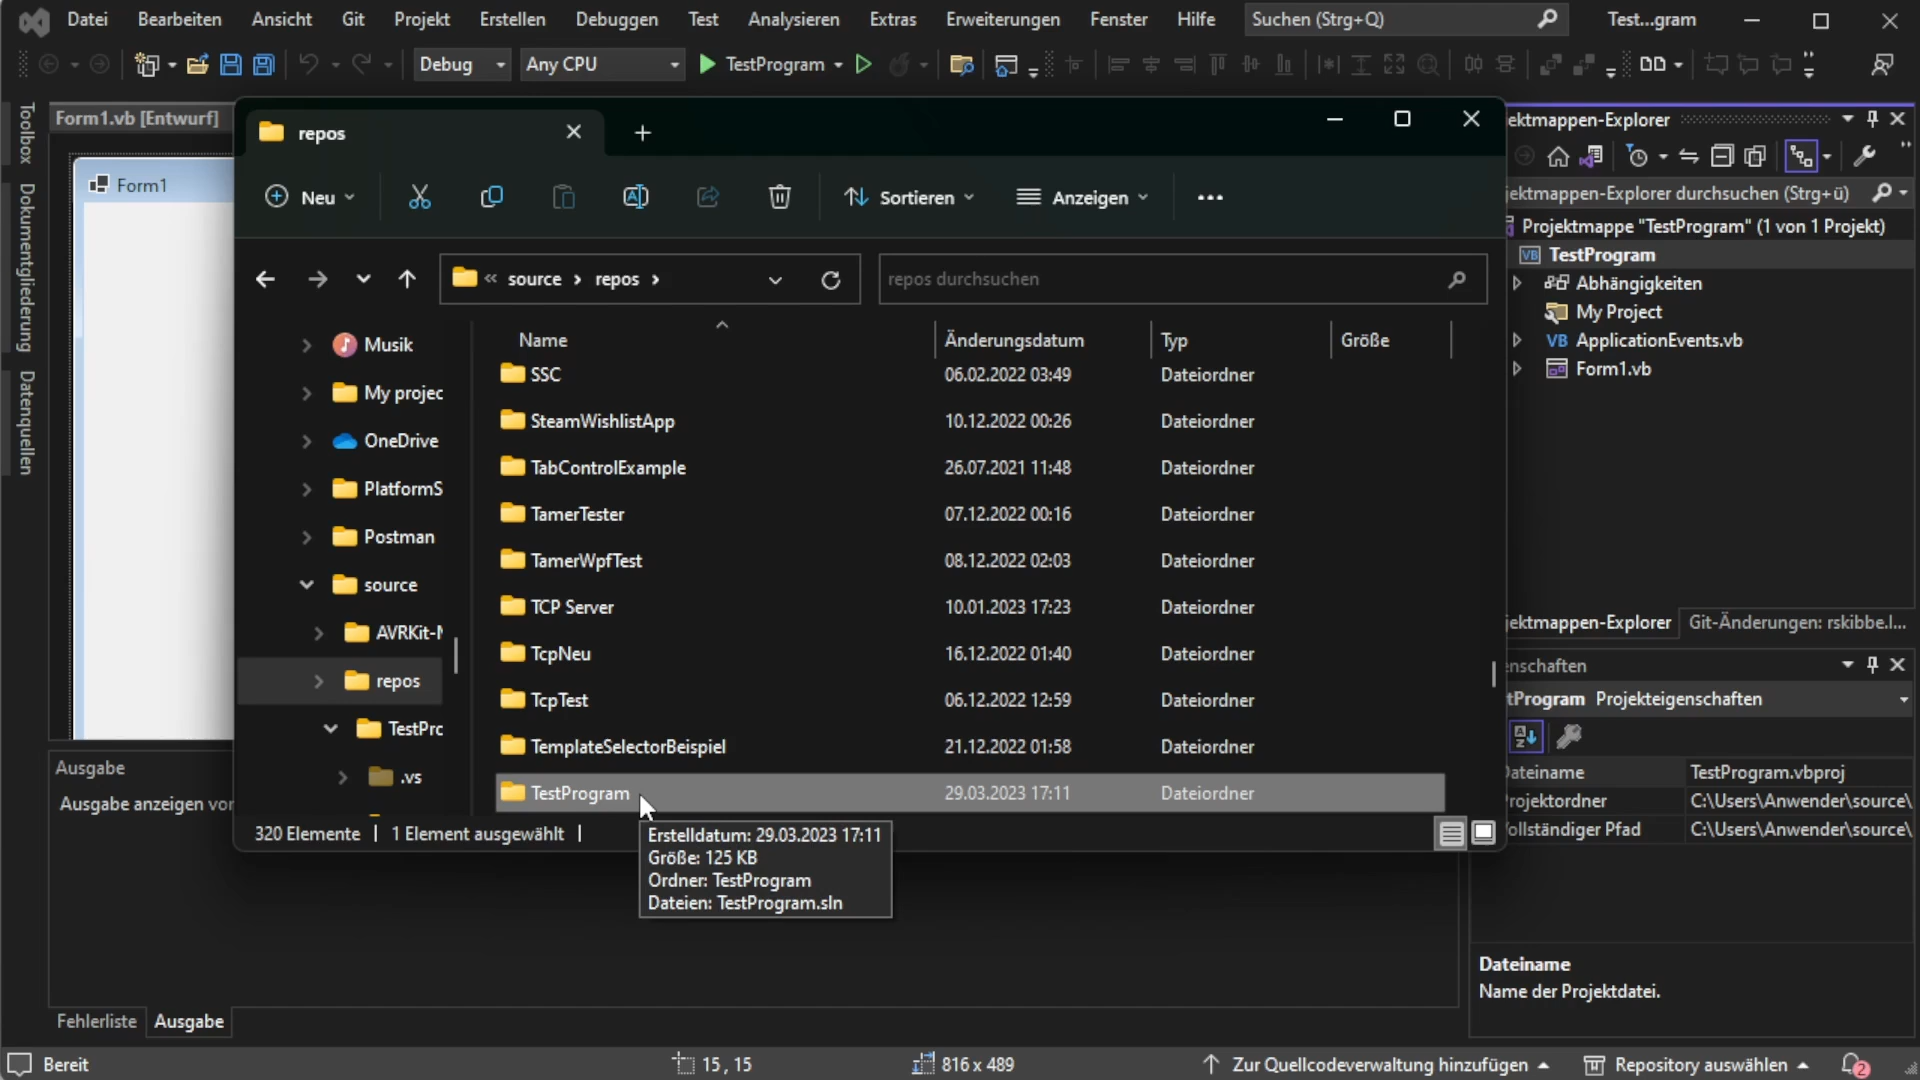 Datei Bearbeiten Ansicht Git Projekt Erstellen Debuggen Test Analysieren Extras Erweiterungen Fenster Hilfe Suchen (Strg+Q) Test...gram
Debug Any CPU TestProgram
Toolbox
Dokumentgliederung
Datenquellen
Form1.vb [Entwurf]
Form1
repos
Neu Sortieren Anzeigen
« source › repos ›
repos durchsuchen
Musik
My projec
OneDrive
PlatformS
Postman
source
AVRKit-M
repos
TestPro
.vs
Name Änderungsdatum Typ Größe
SSC 06.02.2022 03:49 Dateiordner
SteamWishlistApp 10.12.2022 00:26 Dateiordner
TabControlExample 26.07.2021 11:48 Dateiordner
TamerTester 07.12.2022 00:16 Dateiordner
TamerWpfTest 08.12.2022 02:03 Dateiordner
TCP Server 10.01.2023 17:23 Dateiordner
TcpNeu 16.12.2022 01:40 Dateiordner
TcpTest 06.12.2022 12:59 Dateiordner
TemplateSelectorBeispiel 21.12.2022 01:58 Dateiordner
TestProgram 29.03.2023 17:11 Dateiordner
320 Elemente 1 Element ausgewählt
Erstelldatum: 29.03.2023 17:11
Größe: 125 KB
Ordner: TestProgram
Dateien: TestProgram.sln
ektmappen-Explorer
jektmappen-Explorer durchsuchen (Strg+ü)
Projektmappe "TestProgram" (1 von 1 Projekt)
VB TestProgram
Abhängigkeiten
My Project
VB ApplicationEvents.vb
Form1.vb
jektmappen-Explorer Git-Änderungen: rskibbe.l...
enschaften
tProgram Projekteigenschaften
Dateiname TestProgram.vbproj
Projektordner C:\Users\Anwender\source\
ollständiger Pfad C:\Users\Anwender\source\
Dateiname
Name der Projektdatei.
Ausgabe
Ausgabe anzeigen vor
Fehlerliste Ausgabe
Bereit 15, 15 816 x 489 Zur Quellcodeverwaltung hinzufügen Repository auswählen 2